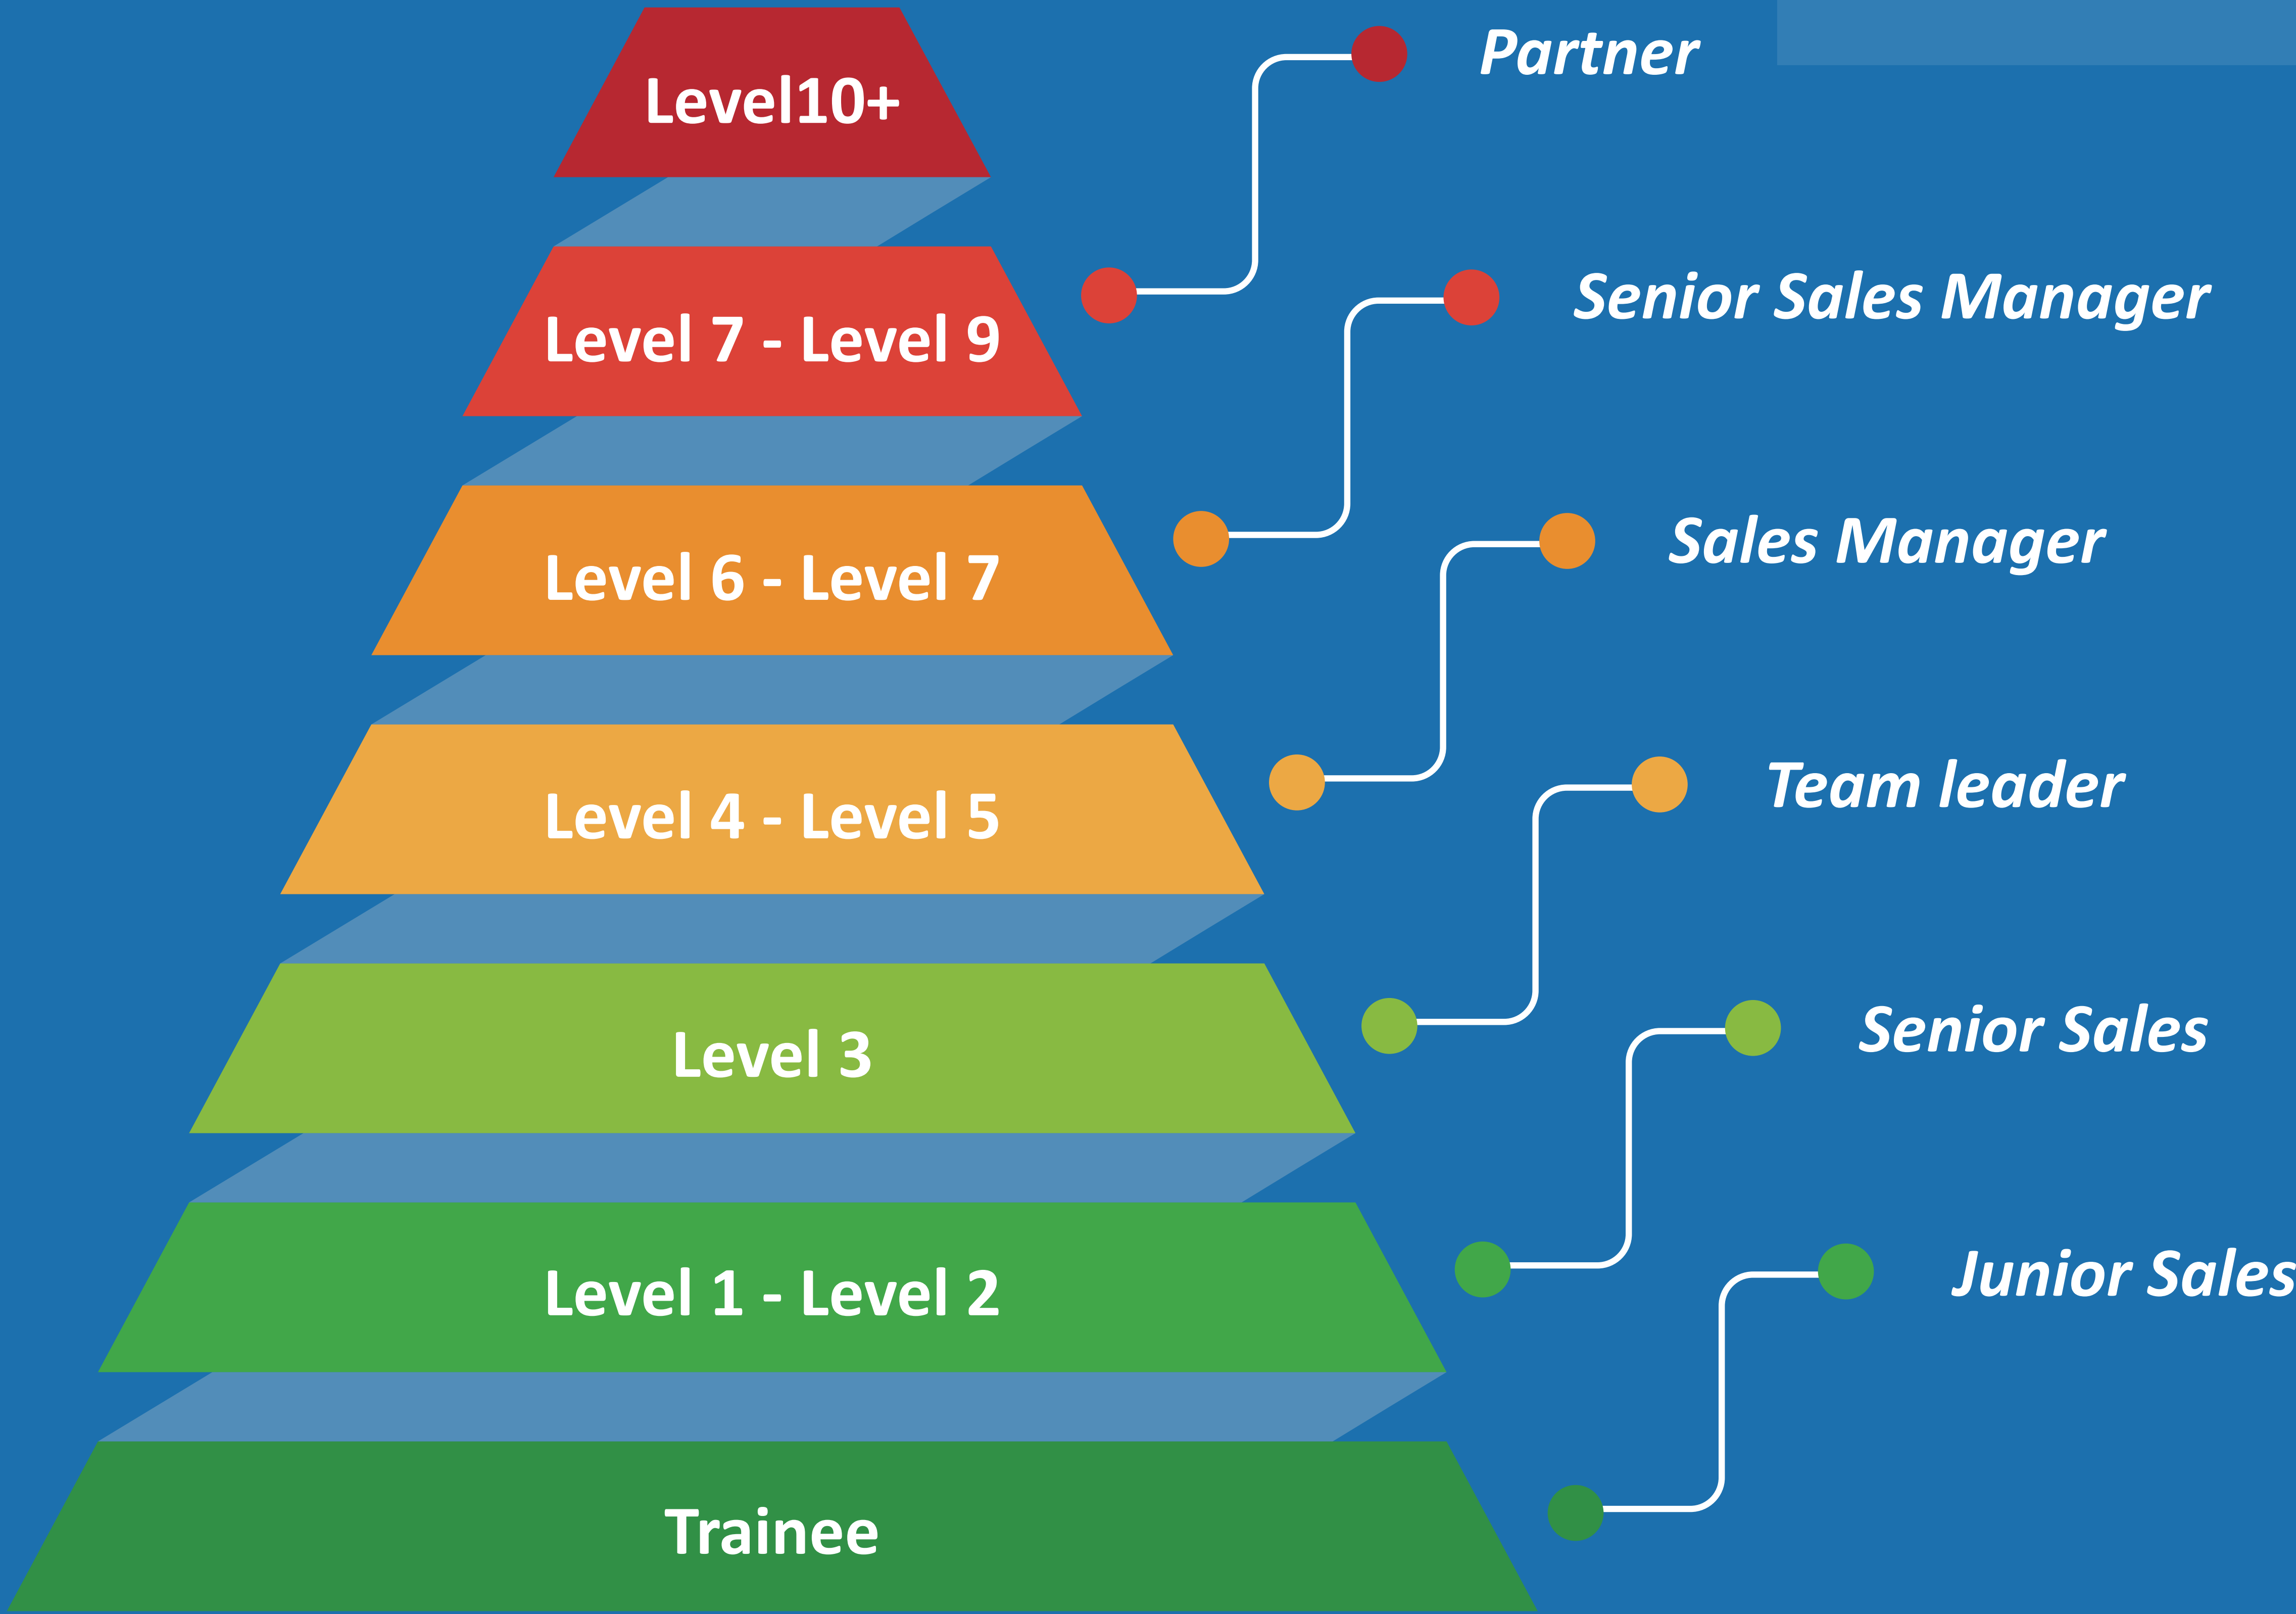 Partner
Level10+
Senior Sales Manager
Level 7 - Level 9
Sales Manager
Level 6 - Level 7
Team leader
Level 4 - Level 5
Senior Sales
Level 3
Junior Sales
Level 1 - Level 2
Trainee